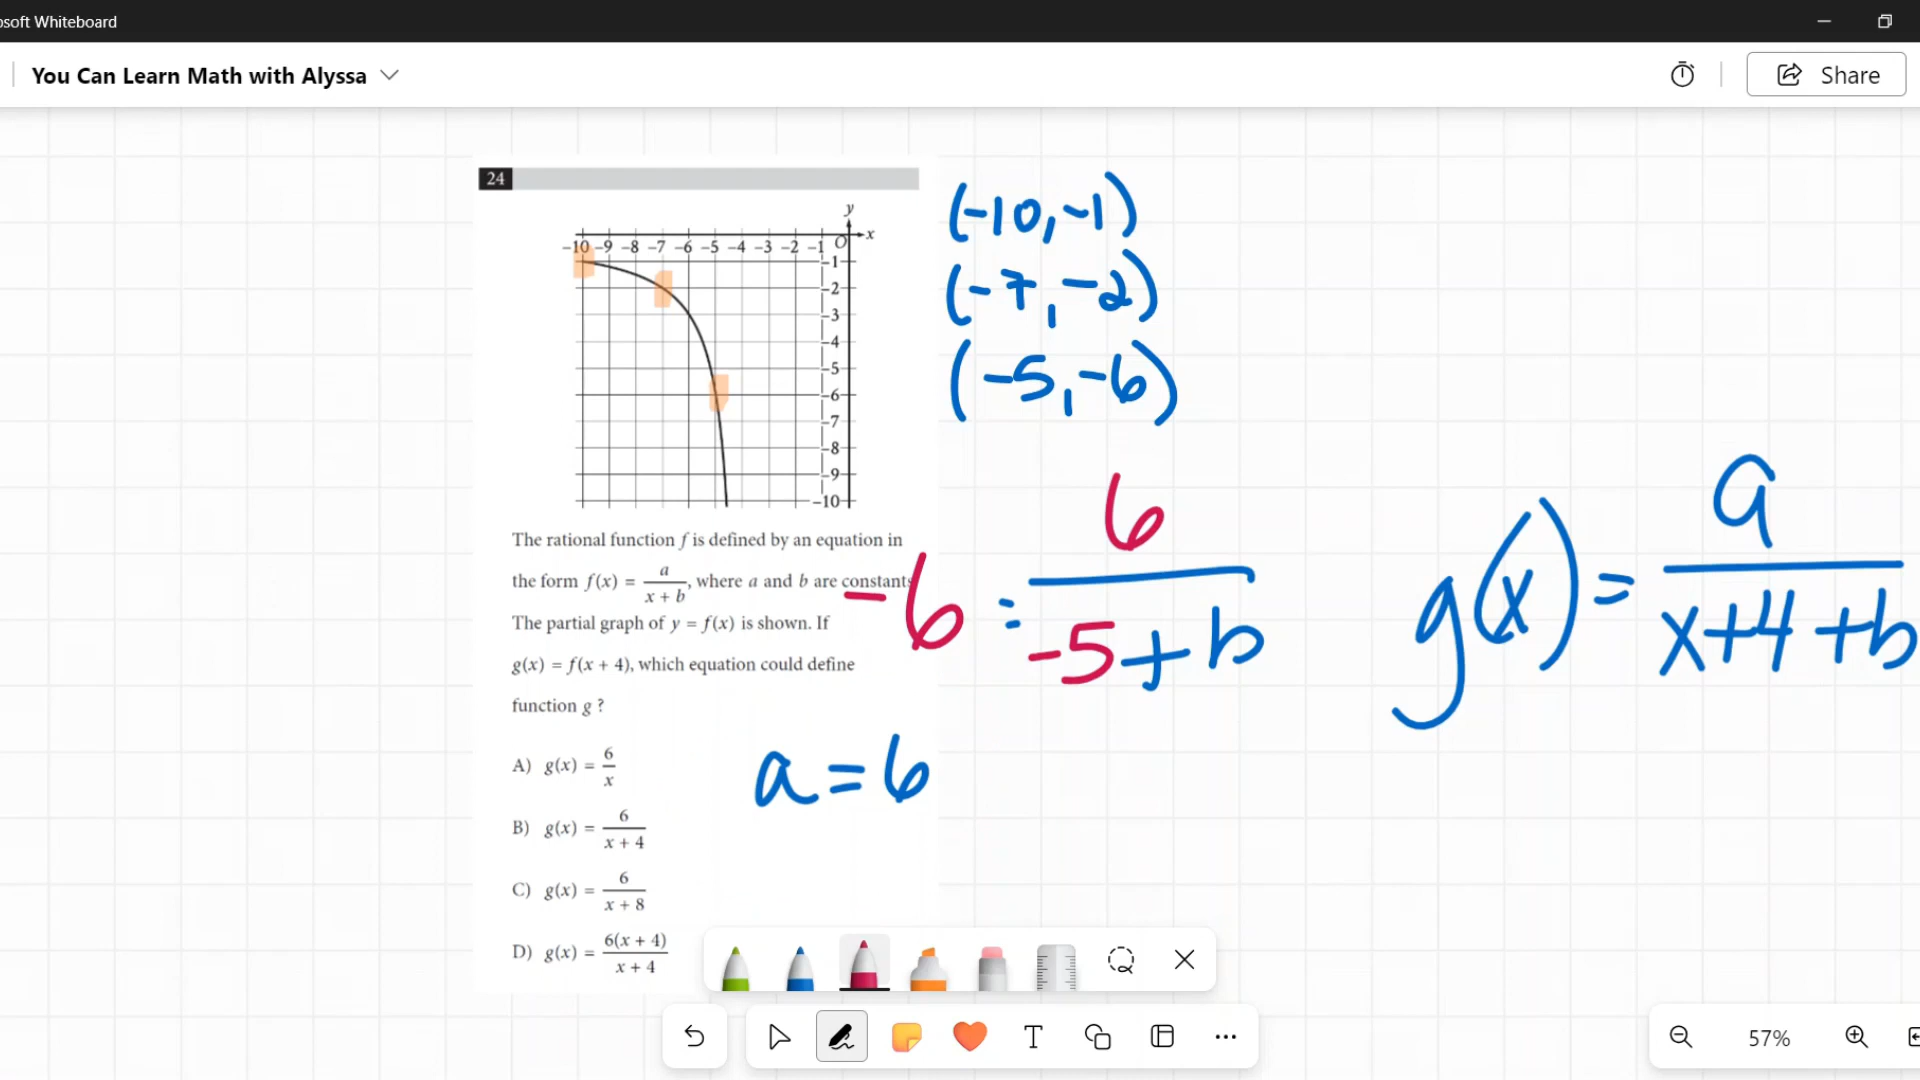 osoft Whiteboard
You Can Learn Math with Alyssa
Share
24
y
x
-10 -9 -8 -7 -6 -5 -4 -3 -2 -1 O
-1
-2
-3
-4
-5
-6
-7
-8
-9
-10
(-10, -1)
(-7, -2)
(-5, -6)
The rational function f is defined by an equation in
the form f(x) = a/(x + b), where a and b are constants
The partial graph of y = f(x) is shown. If
g(x) = f(x + 4), which equation could define
function g ?
-6 = 6/(-5+b)
g(x) = a/(x+4+b)
A) g(x) = 6/x
B) g(x) = 6/(x + 4)
C) g(x) = 6/(x + 8)
D) g(x) = 6(x + 4)/(x + 4)
a = 6
57%